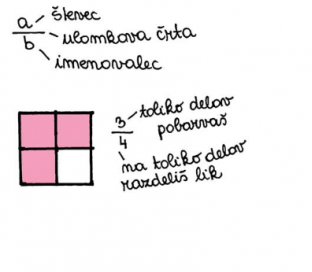 a števec
b ulomkova črta
imenovalec
3 toliko delov
4 pobarvaš
na toliko delov
razdeliš lik